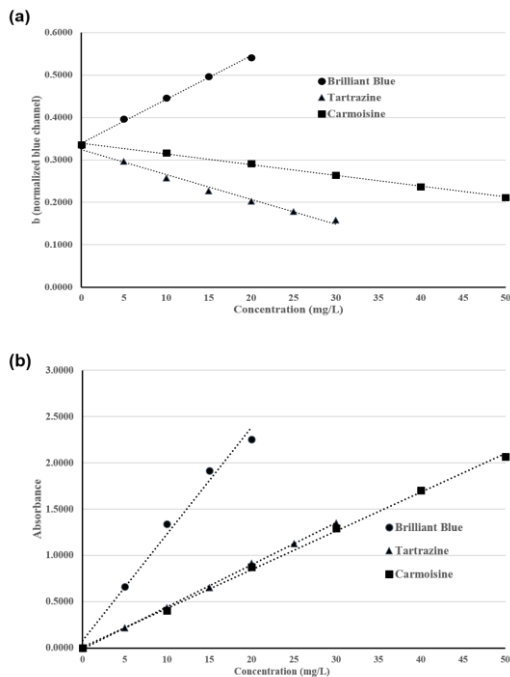 (a)
0.6000
0.5000
0.4000
0.3000
0.2000
0.1000
0.0000
b (normalized blue channel)
Brilliant Blue
Tartrazine
Carmoisine
0 5 10 15 20 25 30 35 40 45 50
Concentration (mg/L)
(b)
3.0000
2.5000
2.0000
1.5000
1.0000
0.5000
0.0000
Absorbance
Brilliant Blue
Tartrazine
Carmoisine
0 5 10 15 20 25 30 35 40 45 50
Concentration (mg/L)